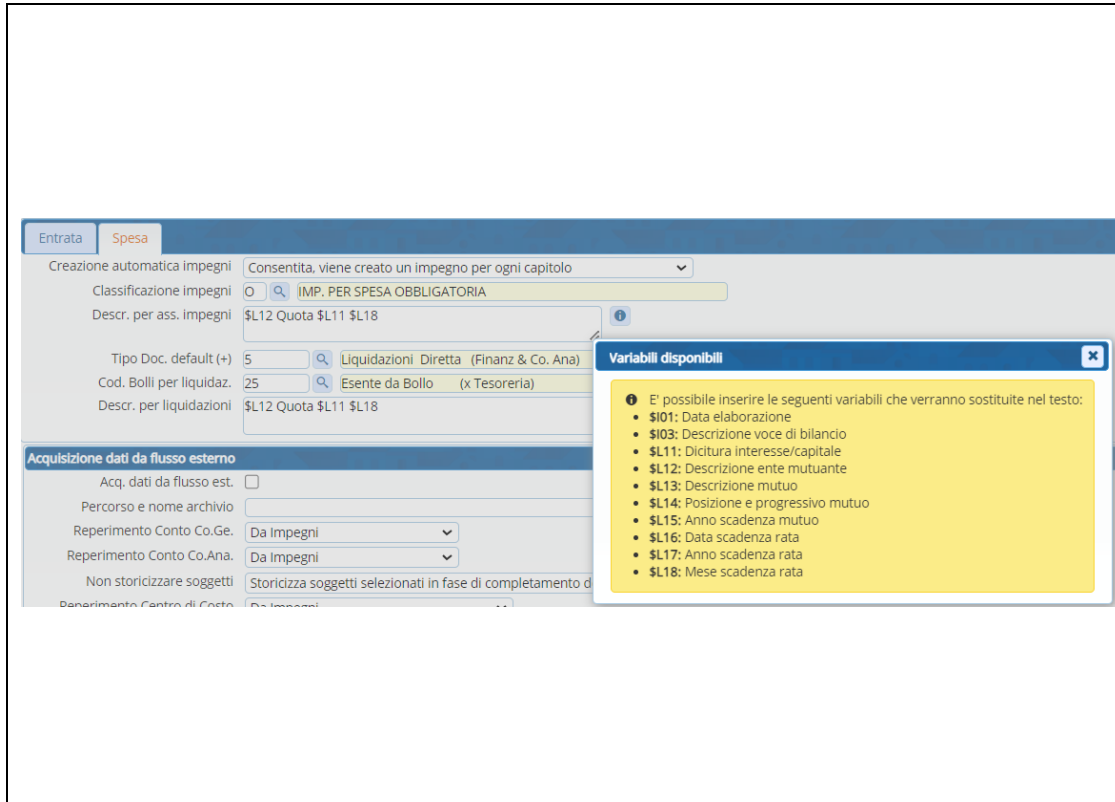 Entrata Spesa
Creazione automatica impegni Consentita, viene creato un impegno per ogni capitolo
Classificazione impegni O IMP. PER SPESA OBBLIGATORIA
Descr. per ass. impegni $L12 Quota $L11 $L18
Tipo Doc. default (+) 5 Liquidazioni Diretta (Finanz & Co. Ana)
Cod. Bolli per liquidaz. 25 Esente da Bollo (x Tesoreria)
Descr. per liquidazioni $L12 Quota $L11 $L18
Acquisizione dati da flusso esterno
Acq. dati da flusso est.
Percorso e nome archivio
Reperimento Conto Co.Ge. Da Impegni
Reperimento Conto Co.Ana. Da Impegni
Non storicizzare soggetti Storicizza soggetti selezionati in fase di completamento d
Reperimento Centro di Costo Da Impegni
Variabili disponibili
E' possibile inserire le seguenti variabili che verranno sostituite nel testo:
• $I01: Data elaborazione
• $I03: Descrizione voce di bilancio
• $L11: Dicitura interesse/capitale
• $L12: Descrizione ente mutuante
• $L13: Descrizione mutuo
• $L14: Posizione e progressivo mutuo
• $L15: Anno scadenza mutuo
• $L16: Data scadenza rata
• $L17: Anno scadenza rata
• $L18: Mese scadenza rata